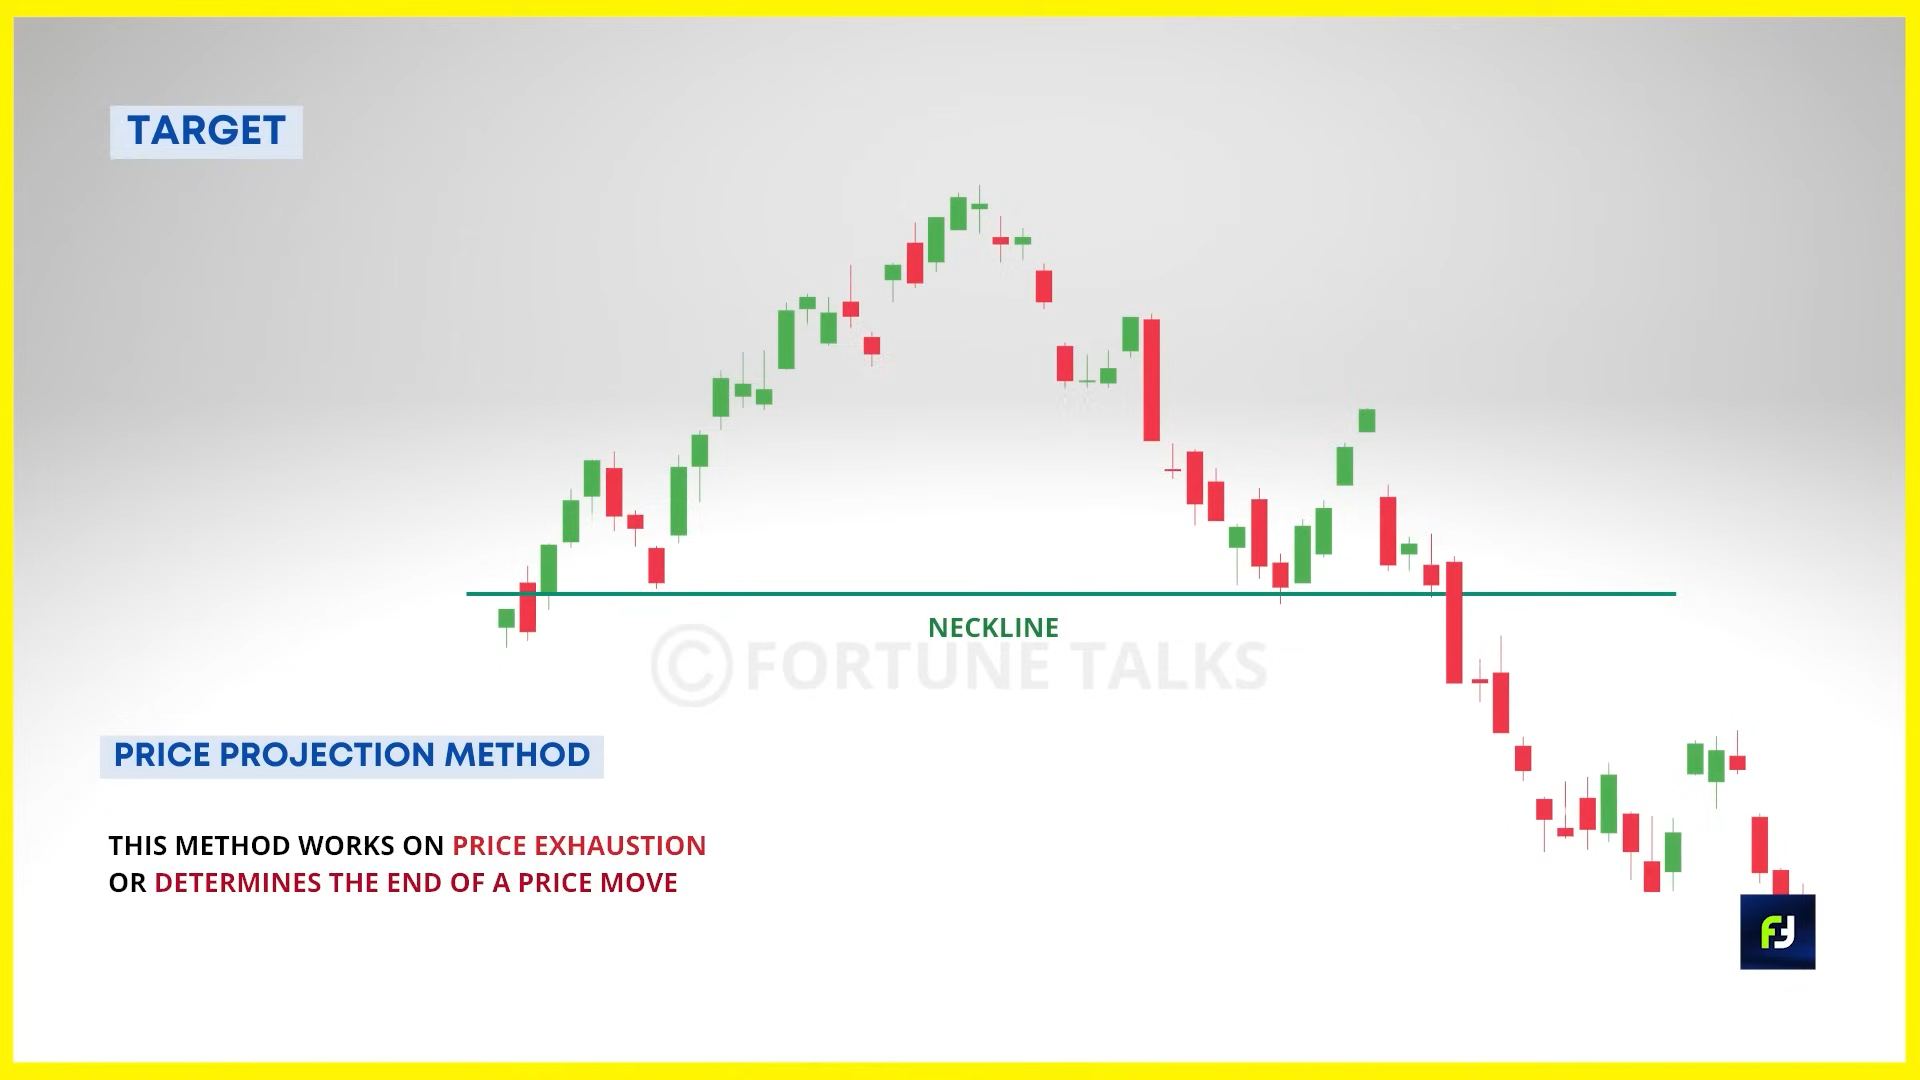 TARGET
NECKLINE
© FORTUNE TALKS
PRICE PROJECTION METHOD
THIS METHOD WORKS ON PRICE EXHAUSTION
OR DETERMINES THE END OF A PRICE MOVE